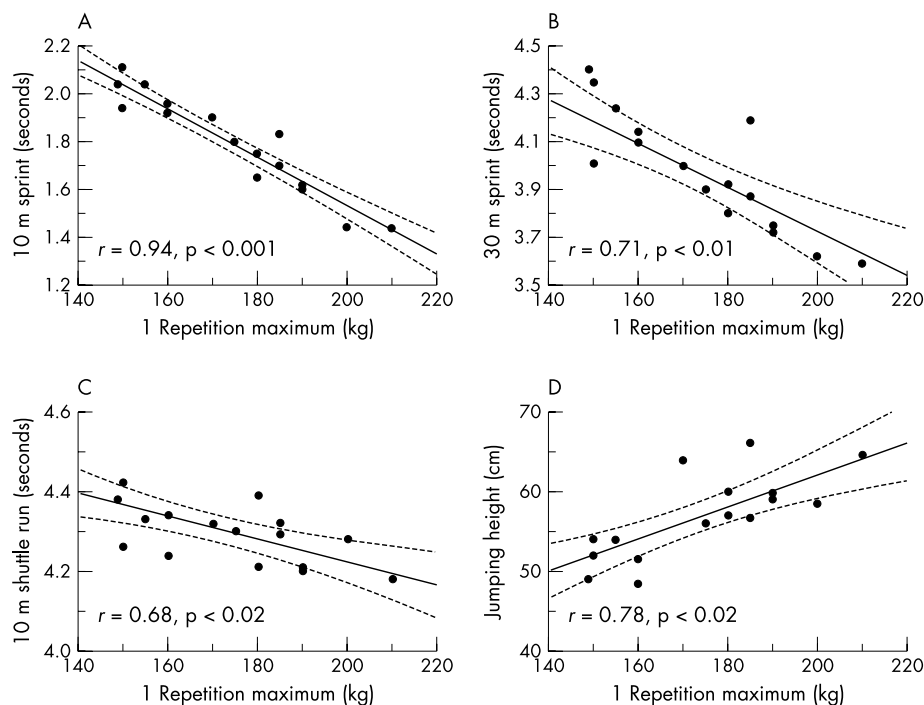 A
2.2
2.0
1.8
1.6
1.4
1.2
10 m sprint (seconds)
r = 0.94, p < 0.001
140 160 180 200 220
1 Repetition maximum (kg)
B
4.5
4.3
4.1
3.9
3.7
3.5
30 m sprint (seconds)
r = 0.71, p < 0.01
140 160 180 200 220
1 Repetition maximum (kg)
C
4.6
4.4
4.2
4.0
10 m shuttle run (seconds)
r = 0.68, p < 0.02
140 160 180 200 220
1 Repetition maximum (kg)
D
70
60
50
40
Jumping height (cm)
r = 0.78, p < 0.02
140 160 180 200 220
1 Repetition maximum (kg)